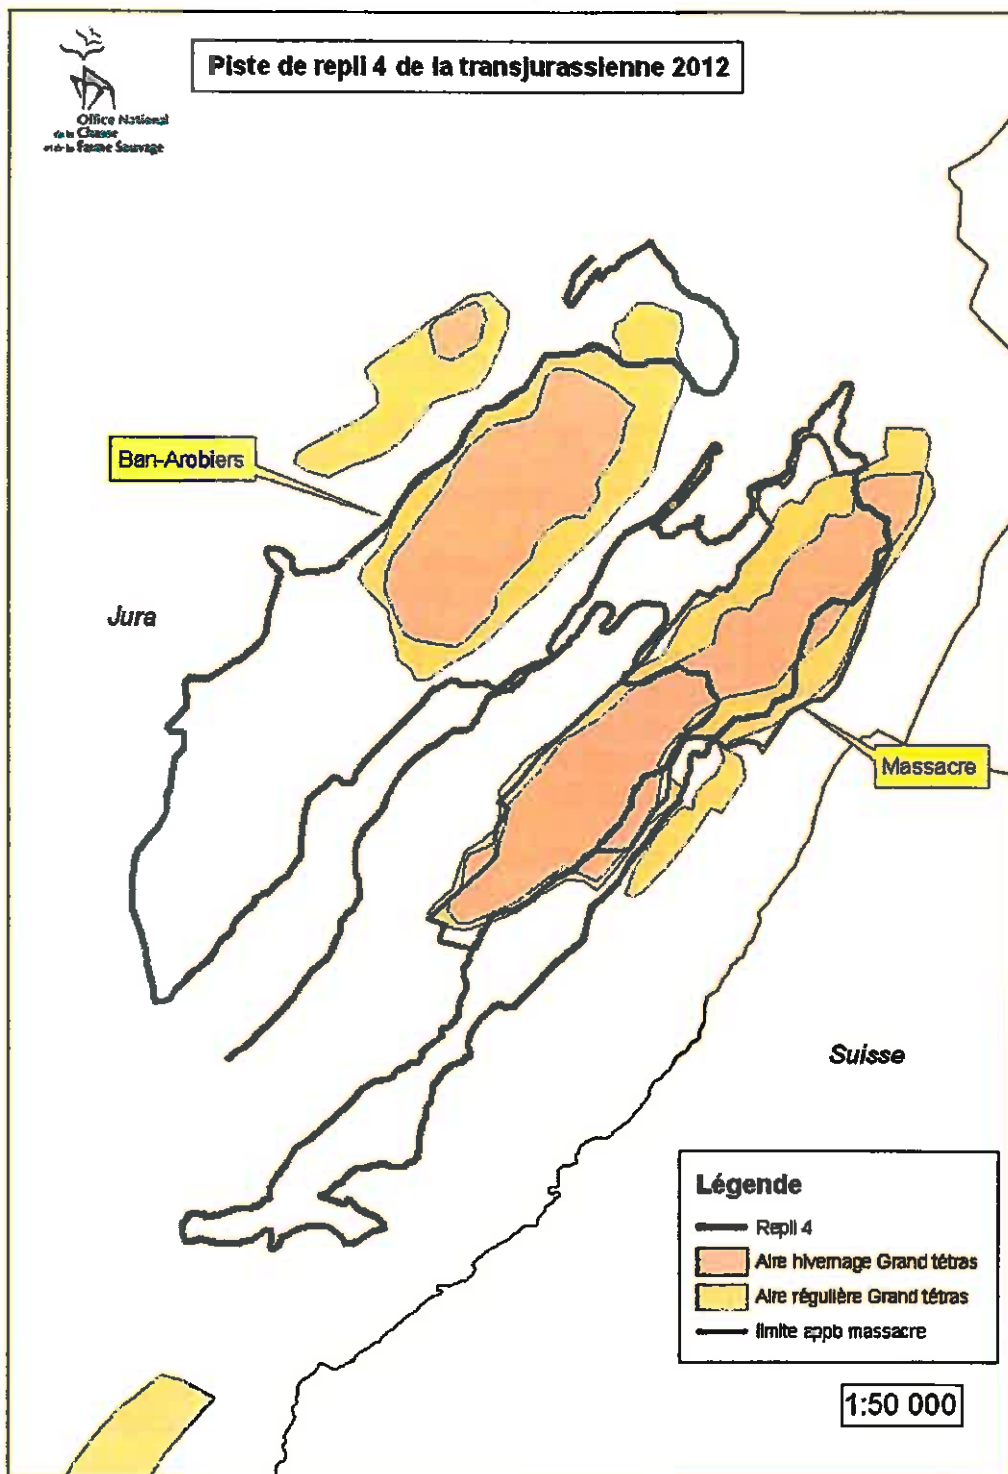 Piste de repli 4 de la transjurassienne 2012
Office National
de la Chasse
et de la Faune Sauvage
Ban-Arobiers
Jura
Massacre
Suisse
Légende
Repli 4
Aire hivernage Grand tétras
Aire régulière Grand tétras
limite appb massacre
1:50 000